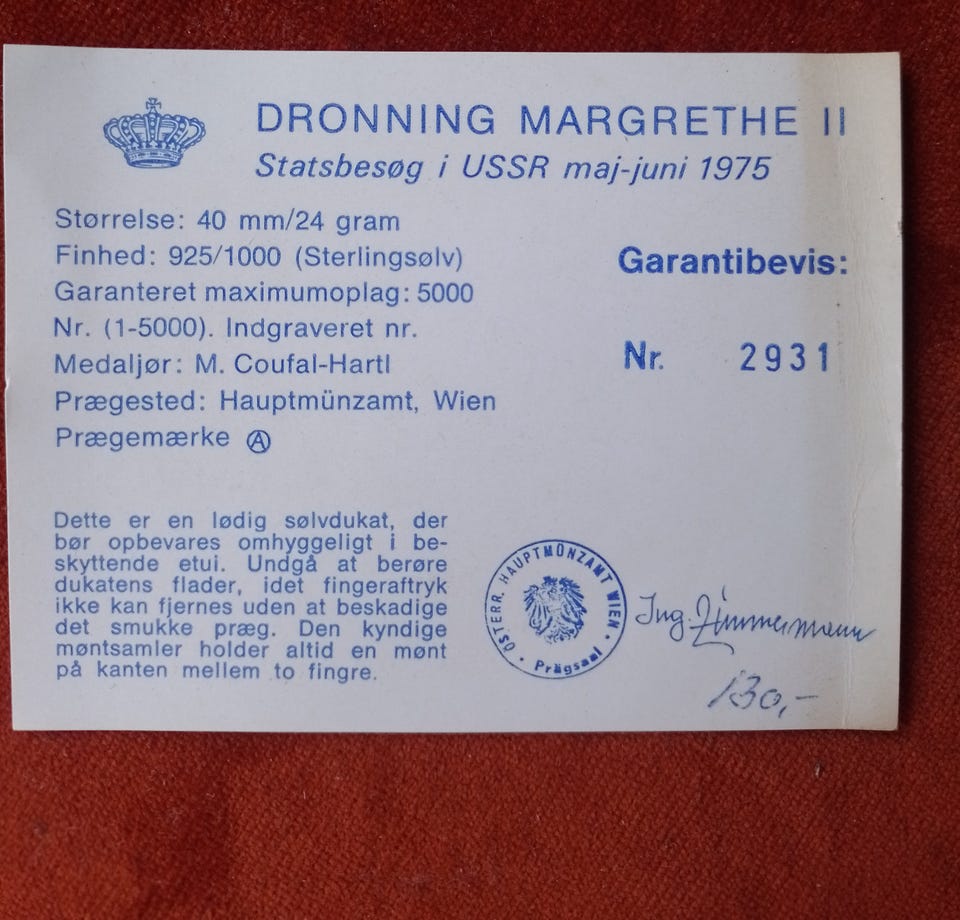 DRONNING MARGRETHE II
Statsbesøg i USSR maj-juni 1975
Størrelse: 40 mm/24 gram
Finhed: 925/1000 (Sterlingsølv)
Garanteret maximumoplag: 5000
Nr. (1-5000). Indgraveret nr.
Medaljør: M. Coufal-Hartl
Prægested: Hauptmünzamt, Wien
Prægemærke Ⓐ
Garantibevis:
Nr. 2931
Dette er en lødig sølvdukat, der
bør opbevares omhyggeligt i be-
skyttende etui. Undgå at berøre
dukatens flader, idet fingeraftryk
ikke kan fjernes uden at beskadige
det smukke præg. Den kyndige
møntsamler holder altid en mønt
på kanten mellem to fingre.
ÖSTERR. HAUPTMÜNZAMT WIEN
Prägsaal
Ing. Zimmermann
130,-